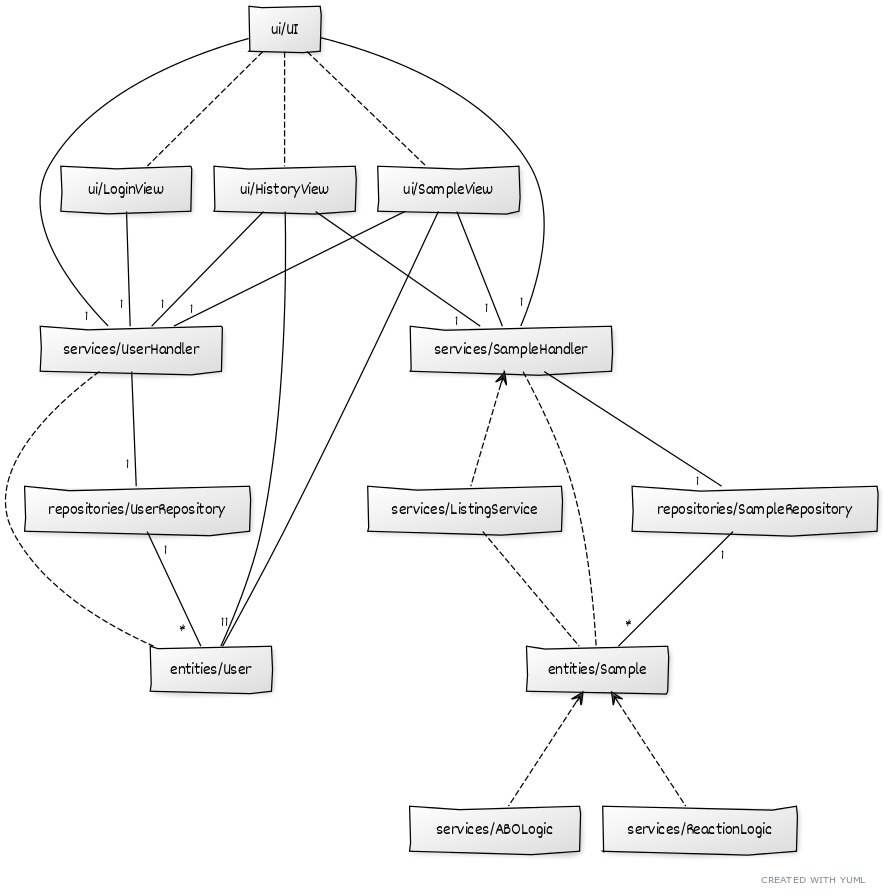 ui/UI
ui/LoginView
ui/HistoryView
ui/SampleView
1 1 1 1 1 1 1
services/UserHandler
services/SampleHandler
1
1
repositories/UserRepository
services/ListingService
repositories/SampleRepository
1
1
* 11 *
entities/User
entities/Sample
services/ABOLogic
services/ReactionLogic
CREATED WITH YUML